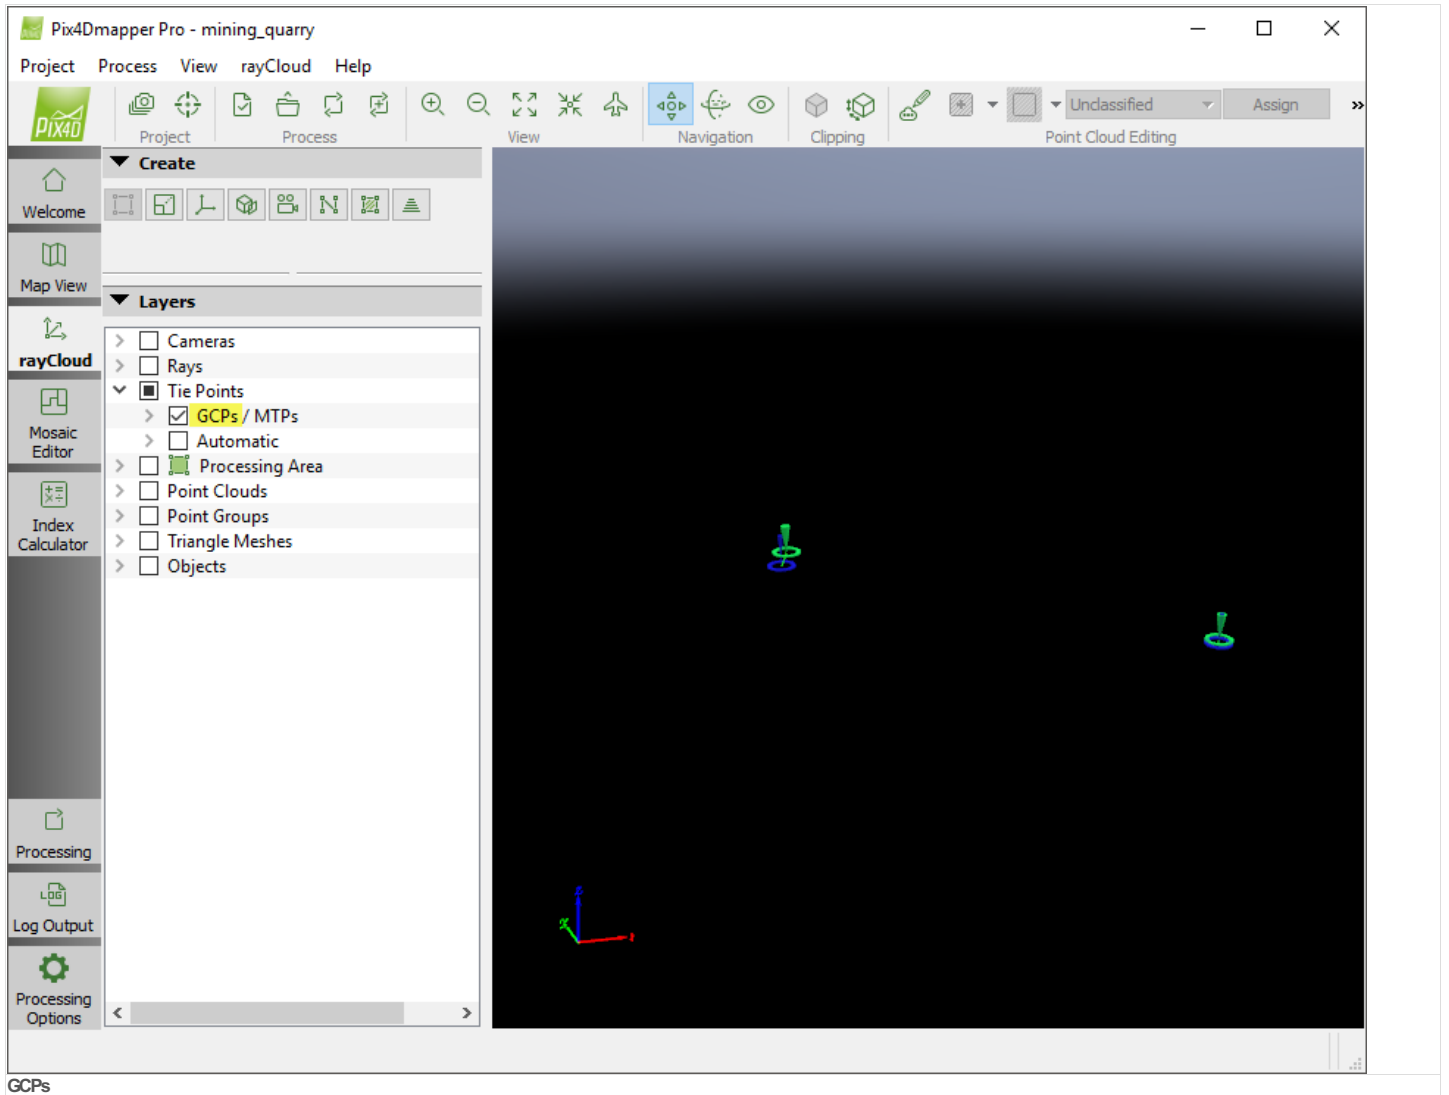 Pix4Dmapper Pro - mining_quarry
Project Process View rayCloud Help
PIX4D
Unclassified Assign »
Project Process View Navigation Clipping Point Cloud Editing
Create
Welcome
Map View
Layers
rayCloud
Cameras
Rays
Tie Points
GCPs / MTPs
Automatic
Processing Area
Point Clouds
Point Groups
Triangle Meshes
Objects
Mosaic
Editor
Index
Calculator
Processing
LOG
Log Output
Processing
Options
GCPs